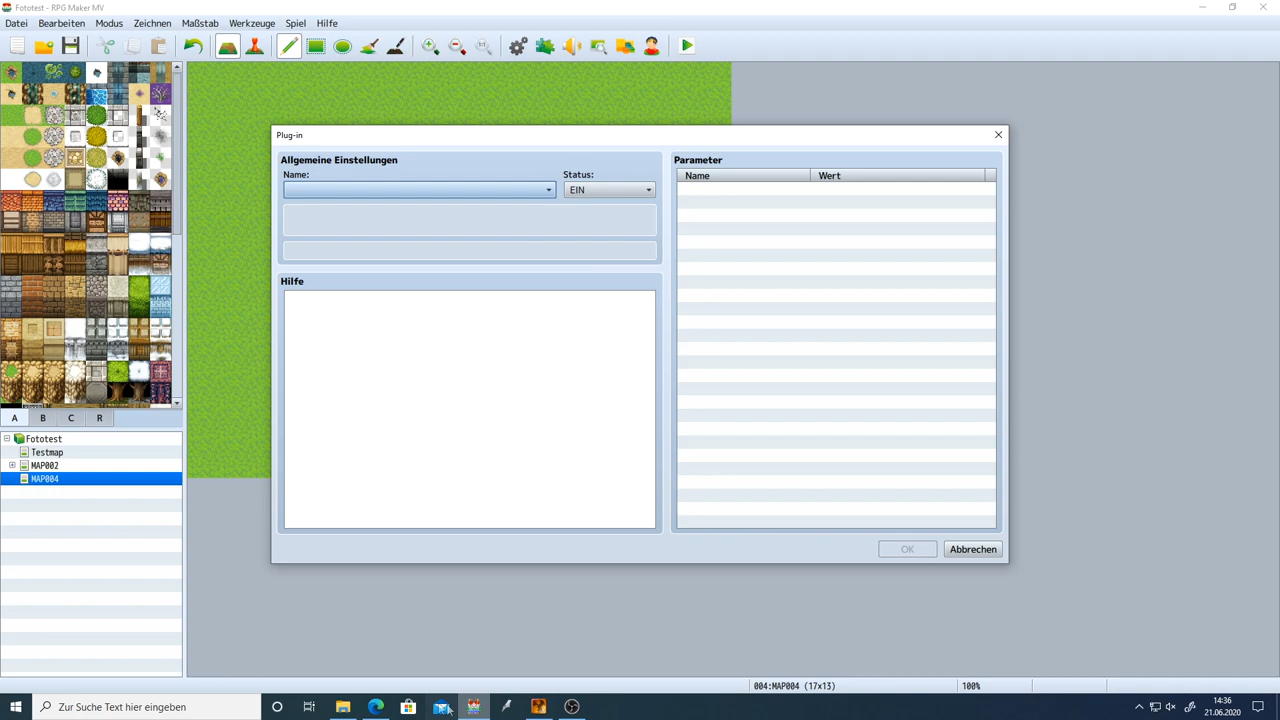 Fototest - RPG Maker MV
Datei Bearbeiten Modus Zeichnen Maßstab Werkzeuge Spiel Hilfe
Plug-in
Allgemeine Einstellungen
Name: Status:
EIN
Hilfe
Parameter
Name Wert
OK Abbrechen
A B C R
Fototest
Testmap
MAP002
MAP004
004:MAP004 (17x13) 100%
Zur Suche Text hier eingeben
14:36
21.06.2020